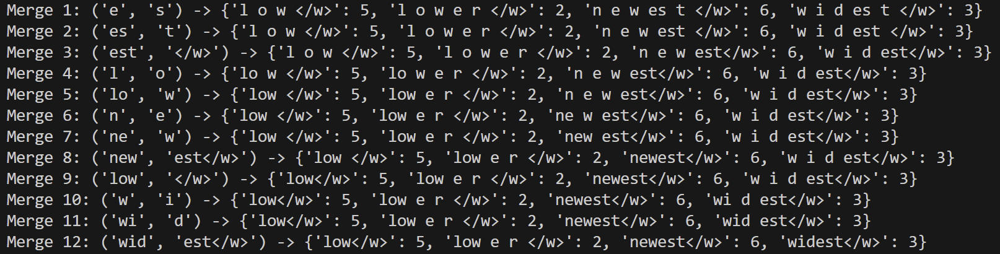 Merge 1: ('e', 's') -> {'l o w </w>': 5, 'l o w e r </w>': 2, 'n e w es t </w>': 6, 'w i d es t </w>': 3}
Merge 2: ('es', 't') -> {'l o w </w>': 5, 'l o w e r </w>': 2, 'n e w est </w>': 6, 'w i d est </w>': 3}
Merge 3: ('est', '</w>') -> {'l o w </w>': 5, 'l o w e r </w>': 2, 'n e w est</w>': 6, 'w i d est</w>': 3}
Merge 4: ('l', 'o') -> {'lo w </w>': 5, 'lo w e r </w>': 2, 'n e w est</w>': 6, 'w i d est</w>': 3}
Merge 5: ('lo', 'w') -> {'low </w>': 5, 'low e r </w>': 2, 'n e w est</w>': 6, 'w i d est</w>': 3}
Merge 6: ('n', 'e') -> {'low </w>': 5, 'low e r </w>': 2, 'ne w est</w>': 6, 'w i d est</w>': 3}
Merge 7: ('ne', 'w') -> {'low </w>': 5, 'low e r </w>': 2, 'new est</w>': 6, 'w i d est</w>': 3}
Merge 8: ('new', 'est</w>') -> {'low </w>': 5, 'low e r </w>': 2, 'newest</w>': 6, 'w i d est</w>': 3}
Merge 9: ('low', '</w>') -> {'low</w>': 5, 'low e r </w>': 2, 'newest</w>': 6, 'w i d est</w>': 3}
Merge 10: ('w', 'i') -> {'low</w>': 5, 'low e r </w>': 2, 'newest</w>': 6, 'wi d est</w>': 3}
Merge 11: ('wi', 'd') -> {'low</w>': 5, 'low e r </w>': 2, 'newest</w>': 6, 'wid est</w>': 3}
Merge 12: ('wid', 'est</w>') -> {'low</w>': 5, 'low e r </w>': 2, 'newest</w>': 6, 'widest</w>': 3}